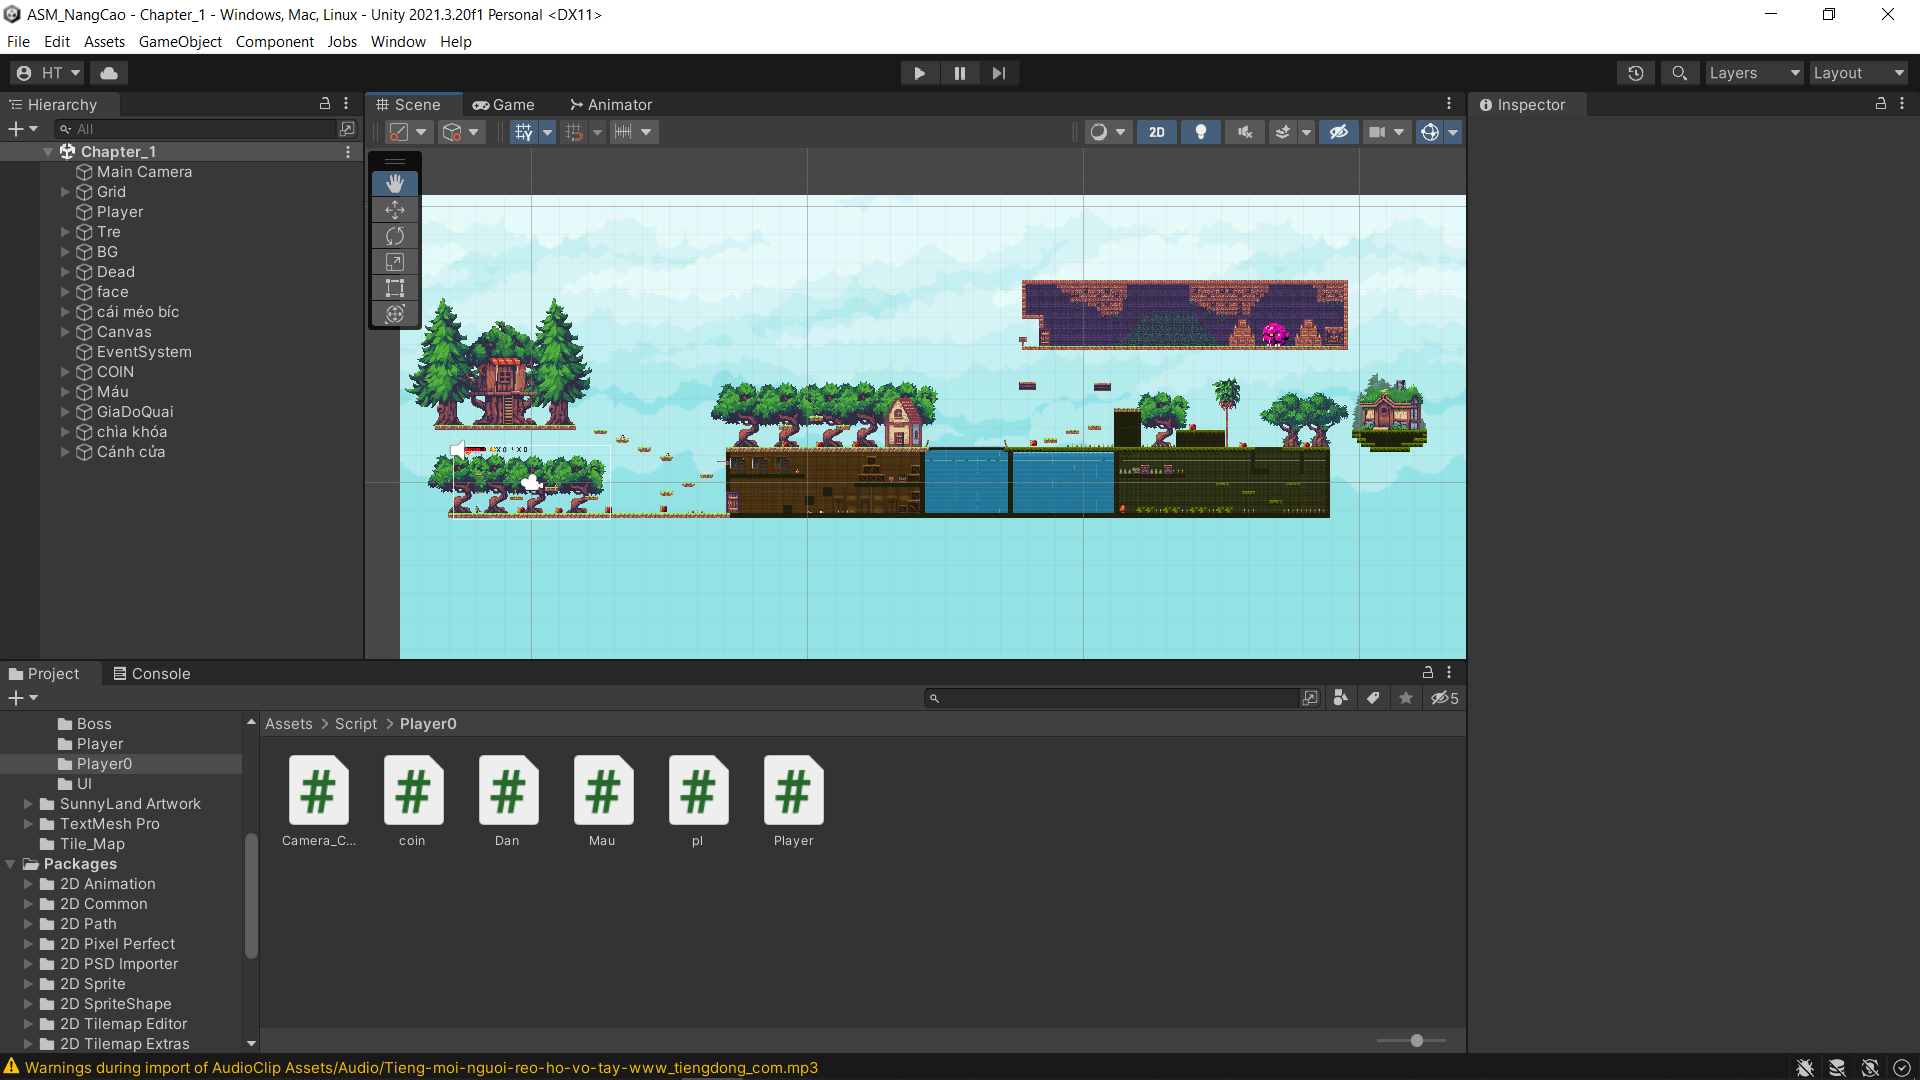 ASM_NangCao - Chapter_1 - Windows, Mac, Linux - Unity 2021.3.20f1 Personal <DX11>
File Edit Assets GameObject Component Jobs Window Help
HT
Layers
Layout
Hierarchy
Scene
Game
Animator
Inspector
All
2D
Chapter_1
Main Camera
Grid
Player
Tre
BG
Dead
face
cái méo bíc
Canvas
EventSystem
COIN
Máu
GiaDoQuai
chìa khóa
Cánh cửa
X 0 X 0
Project
Console
5
Boss
Player
Player0
UI
SunnyLand Artwork
TextMesh Pro
Tile_Map
Packages
2D Animation
2D Common
2D Path
2D Pixel Perfect
2D PSD Importer
2D Sprite
2D SpriteShape
2D Tilemap Editor
2D Tilemap Extras
Assets > Script > Player0
Camera_C...
coin
Dan
Mau
pl
Player
Warnings during import of AudioClip Assets/Audio/Tieng-moi-nguoi-reo-ho-vo-tay-www_tiengdong_com.mp3